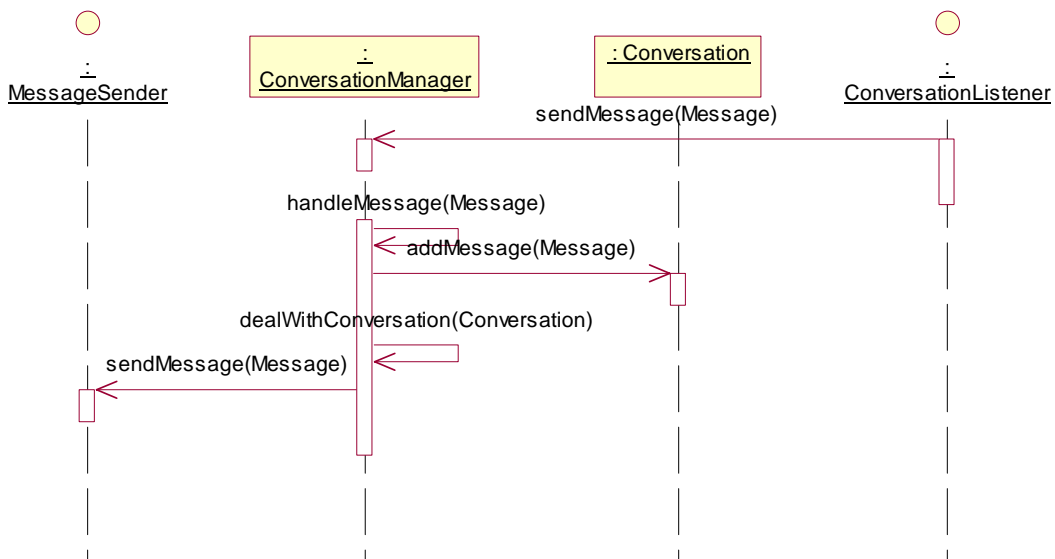 :
MessageSender
:
ConversationManager
: Conversation
:
ConversationListener
sendMessage(Message)
handleMessage(Message)
addMessage(Message)
dealWithConversation(Conversation)
sendMessage(Message)